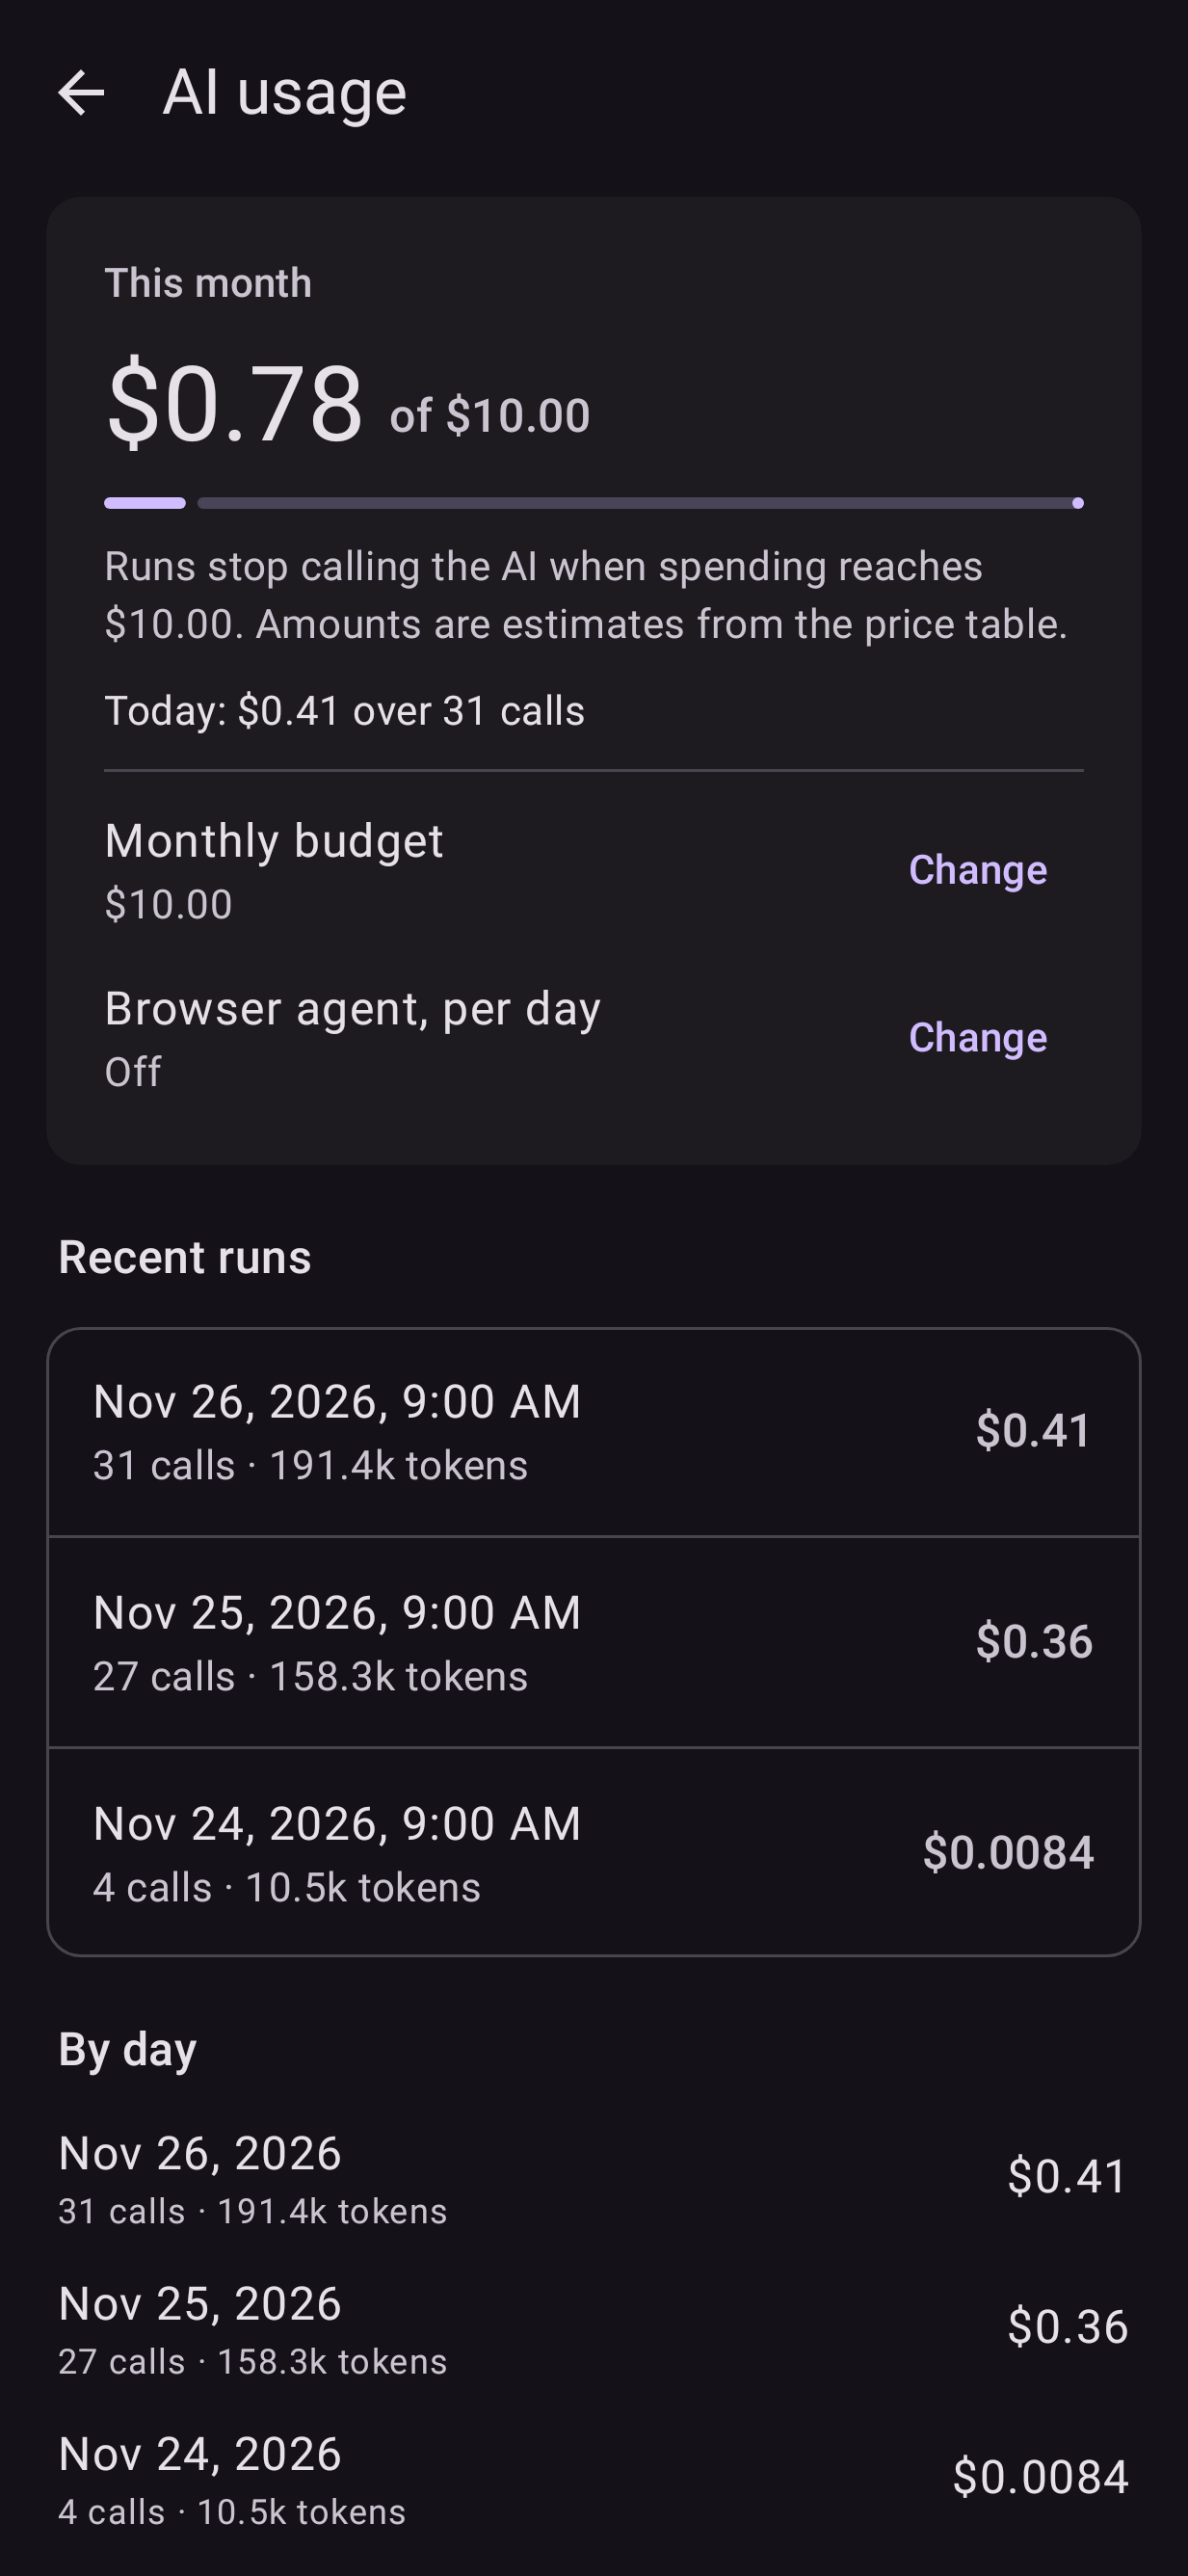 AI usage
This month
$0.78 of $10.00
Runs stop calling the AI when spending reaches
$10.00. Amounts are estimates from the price table.
Today: $0.41 over 31 calls
Monthly budget
$10.00
Change
Browser agent, per day
Off
Change
Recent runs
Nov 26, 2026, 9:00 AM
31 calls · 191.4k tokens
$0.41
Nov 25, 2026, 9:00 AM
27 calls · 158.3k tokens
$0.36
Nov 24, 2026, 9:00 AM
4 calls · 10.5k tokens
$0.0084
By day
Nov 26, 2026
31 calls · 191.4k tokens
$0.41
Nov 25, 2026
27 calls · 158.3k tokens
$0.36
Nov 24, 2026
4 calls · 10.5k tokens
$0.0084